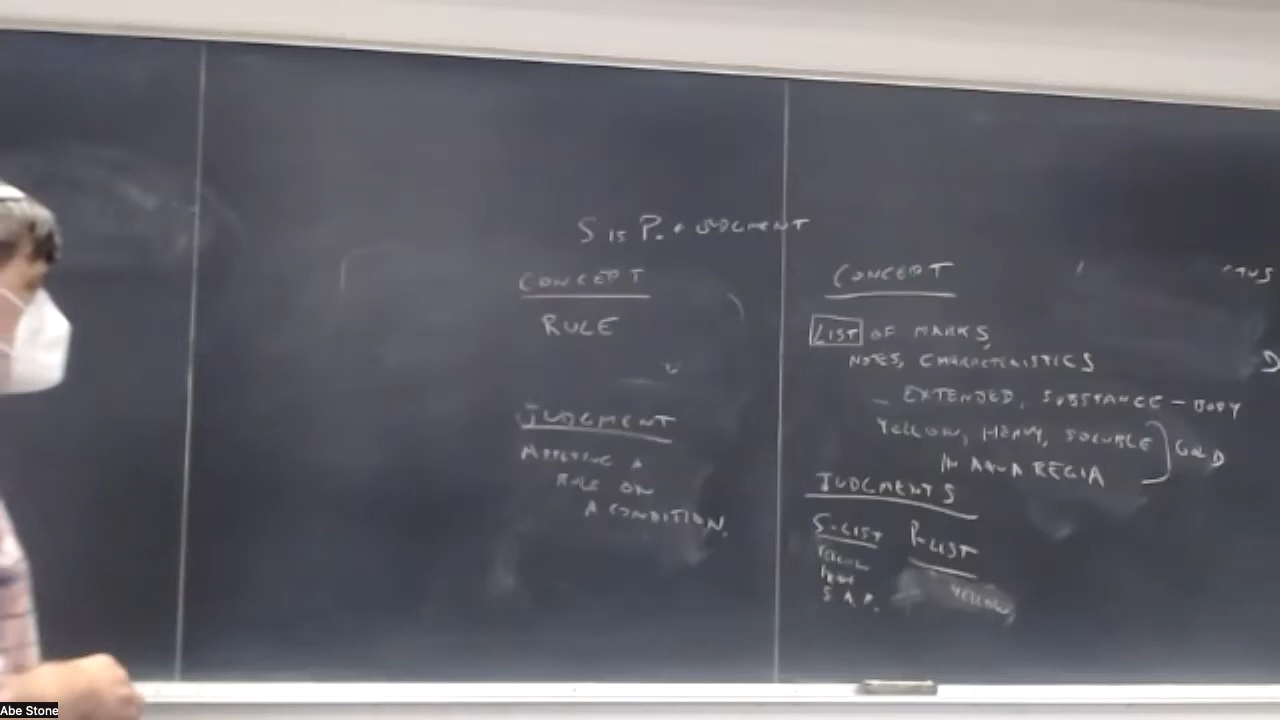 S IS P. JUDGMENT
CONCEPT
RULE
JUDGMENT
APPLYING A
RULE ON
A CONDITION.
CONCEPT
LIST OF MARKS,
NOTES, CHARACTERISTICS
- EXTENDED, SUBSTANCE - BODY
YELLOW, HEAVY, SOLUBLE
IN AQUA REGIA
GOLD
JUDGMENTS
S-LIST P-LIST
YELLOW
S.A.R.
YELLOW
D
Abe Stone